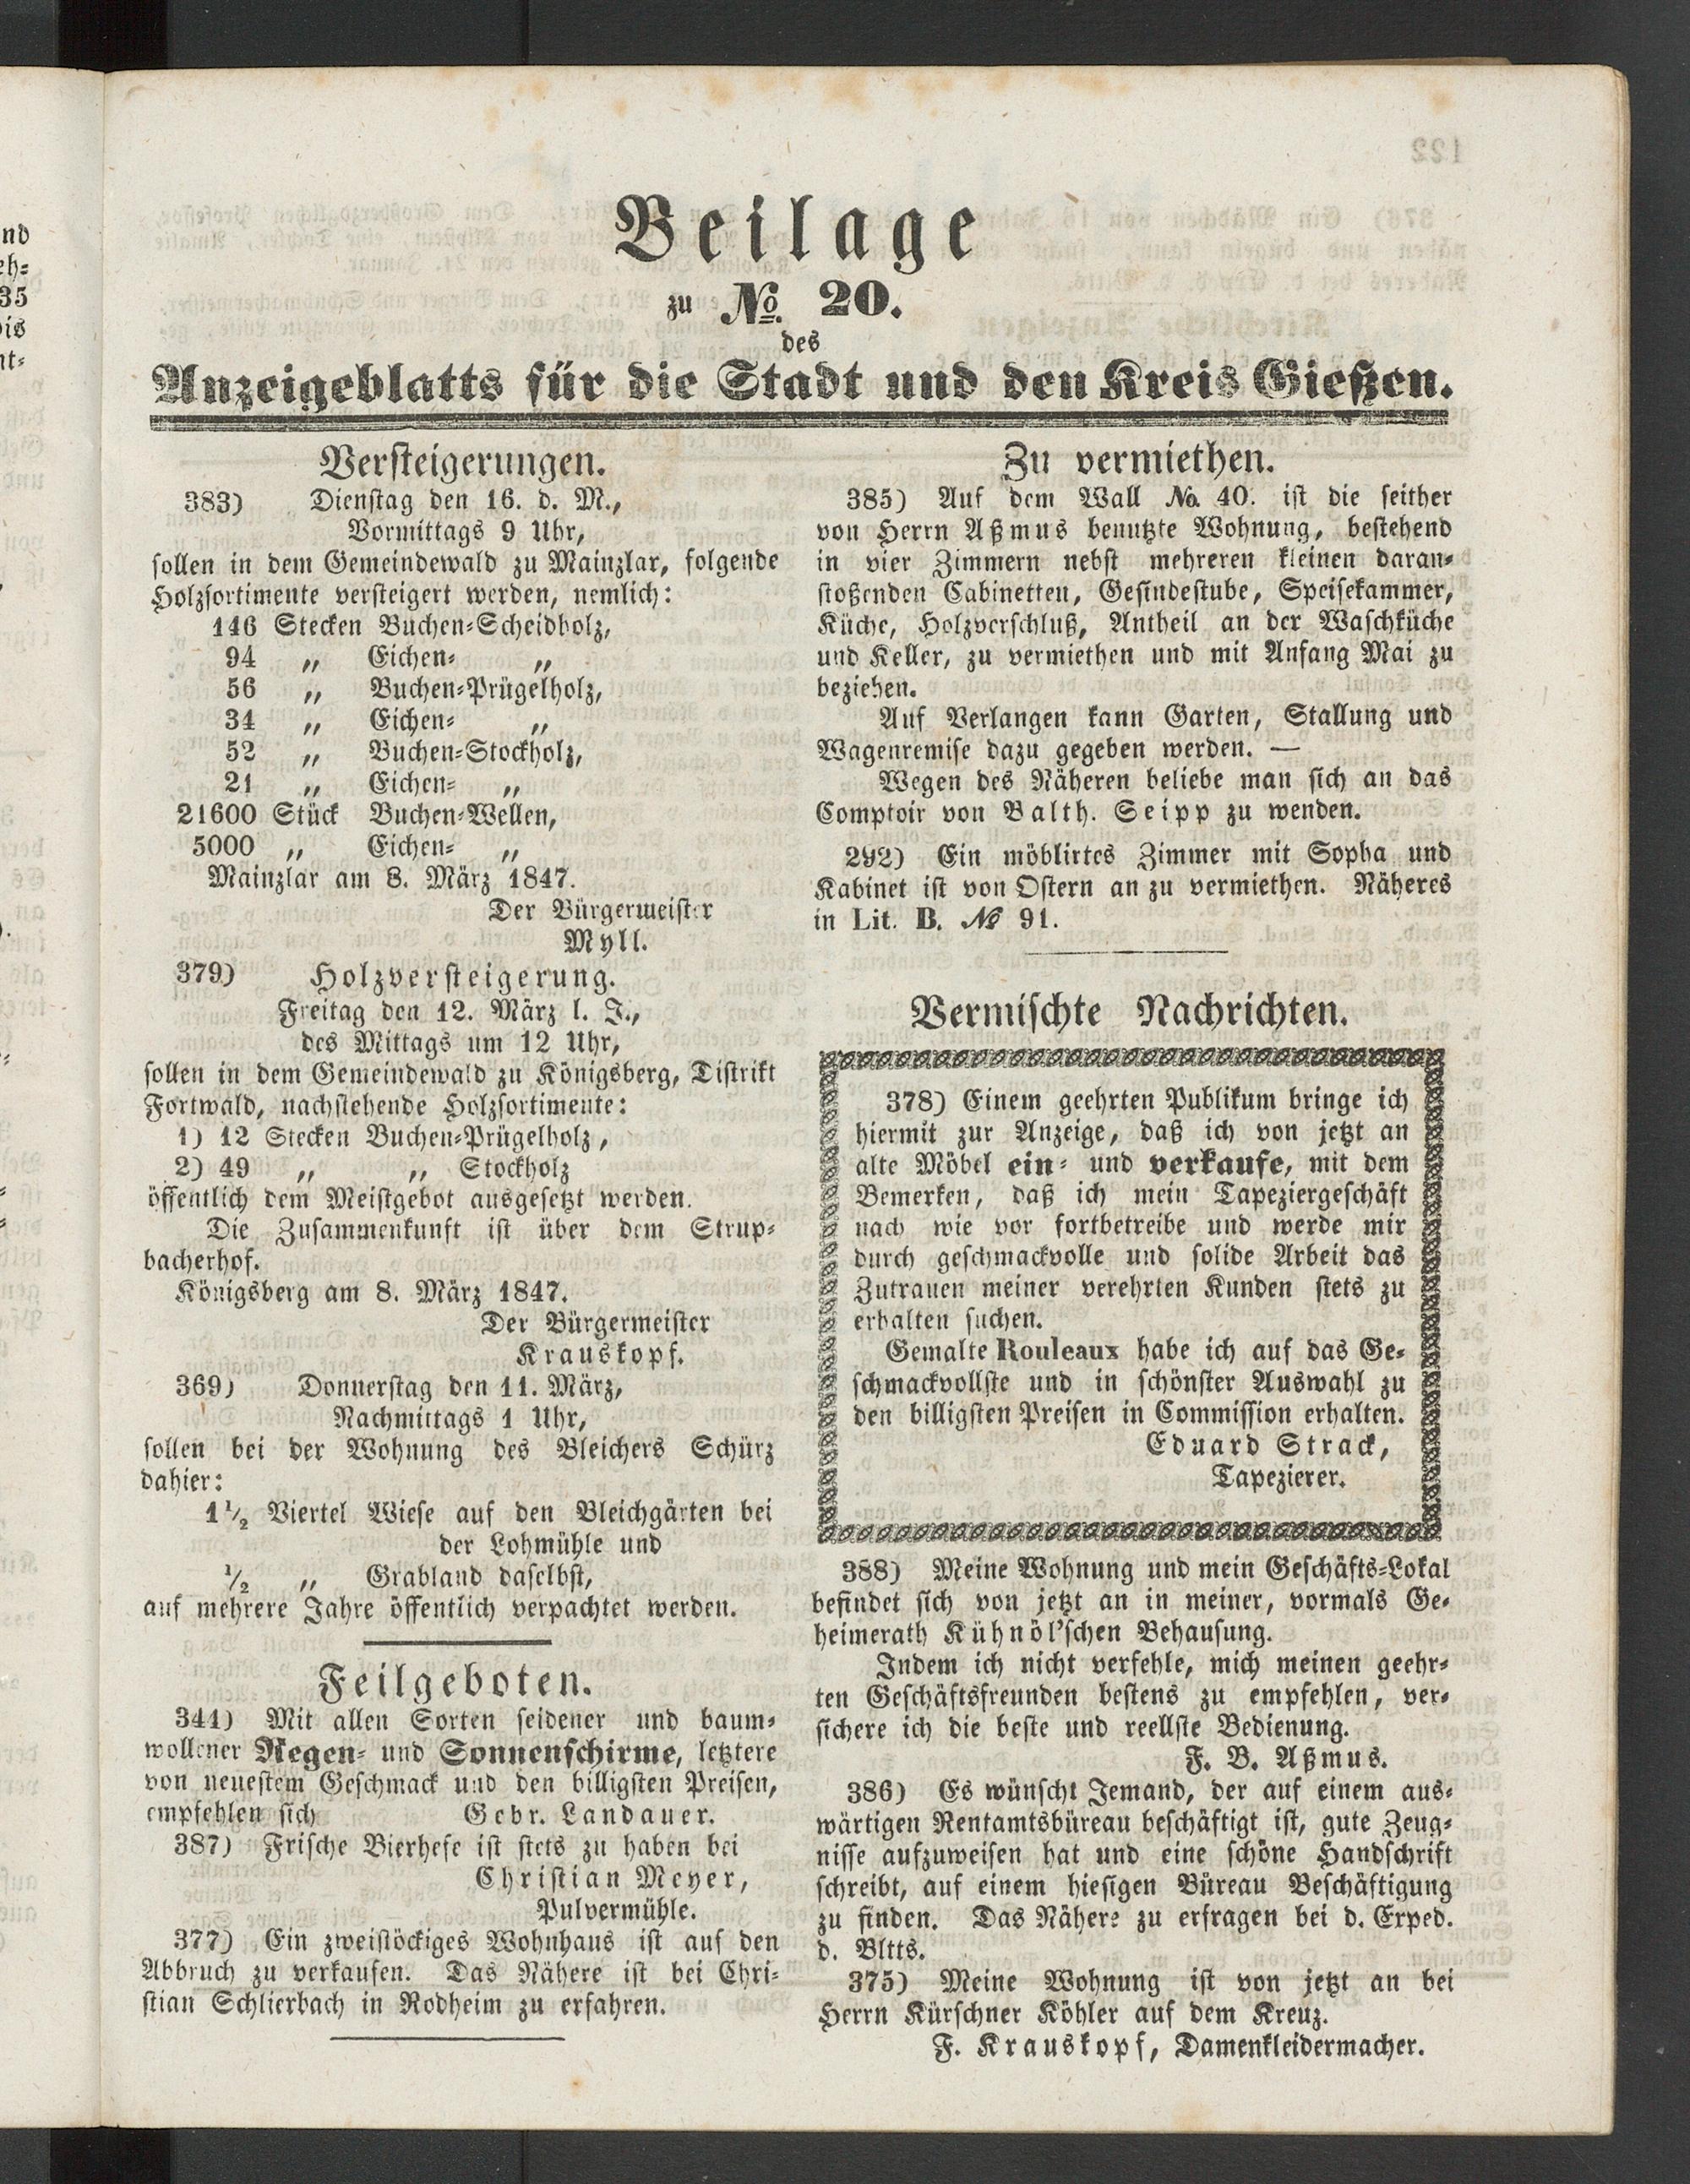 Beilage
zu No. 20.
des
Anzeigeblatts für die Stadt und den Kreis Gießen.
Versteigerungen.
383) Dienstag den 16. d. M.,
Vormittags 9 Uhr,
sollen in dem Gemeindewald zu Mainzlar, folgende
Holzsortimente versteigert werden, nemlich:
146 Stecken Buchen-Scheidholz,
94 „ Eichen- „
56 „ Buchen-Prügelholz,
34 „ Eichen- „
52 „ Buchen-Stockholz,
21 „ Eichen- „
21600 Stück Buchen-Wellen,
5000 „ Eichen- „
Mainzlar am 8. März 1847.
Der Bürgermeister
Myll.
379) Holzversteigerung.
Freitag den 12. März l. J.,
des Mittags um 12 Uhr,
sollen in dem Gemeindewald zu Königsberg, Distrikt
Fortwald, nachstehende Holzsortimente:
1) 12 Stecken Buchen-Prügelholz,
2) 49 „ „ Stockholz
öffentlich dem Meistgebot ausgesetzt werden.
Die Zusammenkunft ist über dem Strup-
bacherhof.
Königsberg am 8. März 1847.
Der Bürgermeister
Krauskopf.
369) Donnerstag den 11. März,
Nachmittags 1 Uhr,
sollen bei der Wohnung des Bleichers Schürz
dahier:
1½ Viertel Wiese auf den Bleichgärten bei
der Lohmühle und
½ „ Grabland daselbst,
auf mehrere Jahre öffentlich verpachtet werden.
Feilgeboten.
341) Mit allen Sorten seidener und baum-
wollener Regen- und Sonnenschirme, letztere
von neuestem Geschmack und den billigsten Preisen,
empfehlen sich Gebr. Landauer.
387) Frische Bierhefe ist stets zu haben bei
Christian Meyer,
Pulvermühle.
377) Ein zweistöckiges Wohnhaus ist auf den
Abbruch zu verkaufen. Das Nähere ist bei Chri-
stian Schlierbach in Rodheim zu erfahren.
Zu vermiethen.
385) Auf dem Wall No. 40. ist die seither
von Herrn Aßmus benutzte Wohnung, bestehend
in vier Zimmern nebst mehreren kleinen daran-
stoßenden Cabinetten, Gesindestube, Speisekammer,
Küche, Holzverschluß, Antheil an der Waschküche
und Keller, zu vermiethen und mit Anfang Mai zu
beziehen.
Auf Verlangen kann Garten, Stallung und
Wagenremise dazu gegeben werden. —
Wegen des Näheren beliebe man sich an das
Comptoir von Balth. Seipp zu wenden.
292) Ein möblirtes Zimmer mit Sopha und
Kabinet ist von Ostern an zu vermiethen. Näheres
in Lit. B. No 91.
Vermischte Nachrichten.
378) Einem geehrten Publikum bringe ich
hiermit zur Anzeige, daß ich von jetzt an
alte Möbel ein- und verkaufe, mit dem
Bemerken, daß ich mein Tapeziergeschäft
nach wie vor fortbetreibe und werde mir
durch geschmackvolle und solide Arbeit das
Zutrauen meiner verehrten Kunden stets zu
erhalten suchen.
Gemalte Rouleaux habe ich auf das Ge-
schmackvollste und in schönster Auswahl zu
den billigsten Preisen in Commission erhalten.
Eduard Strack,
Tapezierer.
388) Meine Wohnung und mein Geschäfts-Lokal
befindet sich von jetzt an in meiner, vormals Ge-
heimerath Kühnöl'schen Behausung.
Indem ich nicht verfehle, mich meinen geehr-
ten Geschäftsfreunden bestens zu empfehlen, ver-
sichere ich die beste und reellste Bedienung.
F. B. Aßmus.
386) Es wünscht Jemand, der auf einem aus-
wärtigen Rentamtsbüreau beschäftigt ist, gute Zeug-
nisse aufzuweisen hat und eine schöne Handschrift
schreibt, auf einem hiesigen Büreau Beschäftigung
zu finden. Das Nähere zu erfragen bei d. Exped.
d. Bltts.
375) Meine Wohnung ist von jetzt an bei
Herrn Kürschner Köhler auf dem Kreuz.
F. Krauskopf, Damenkleidermacher.